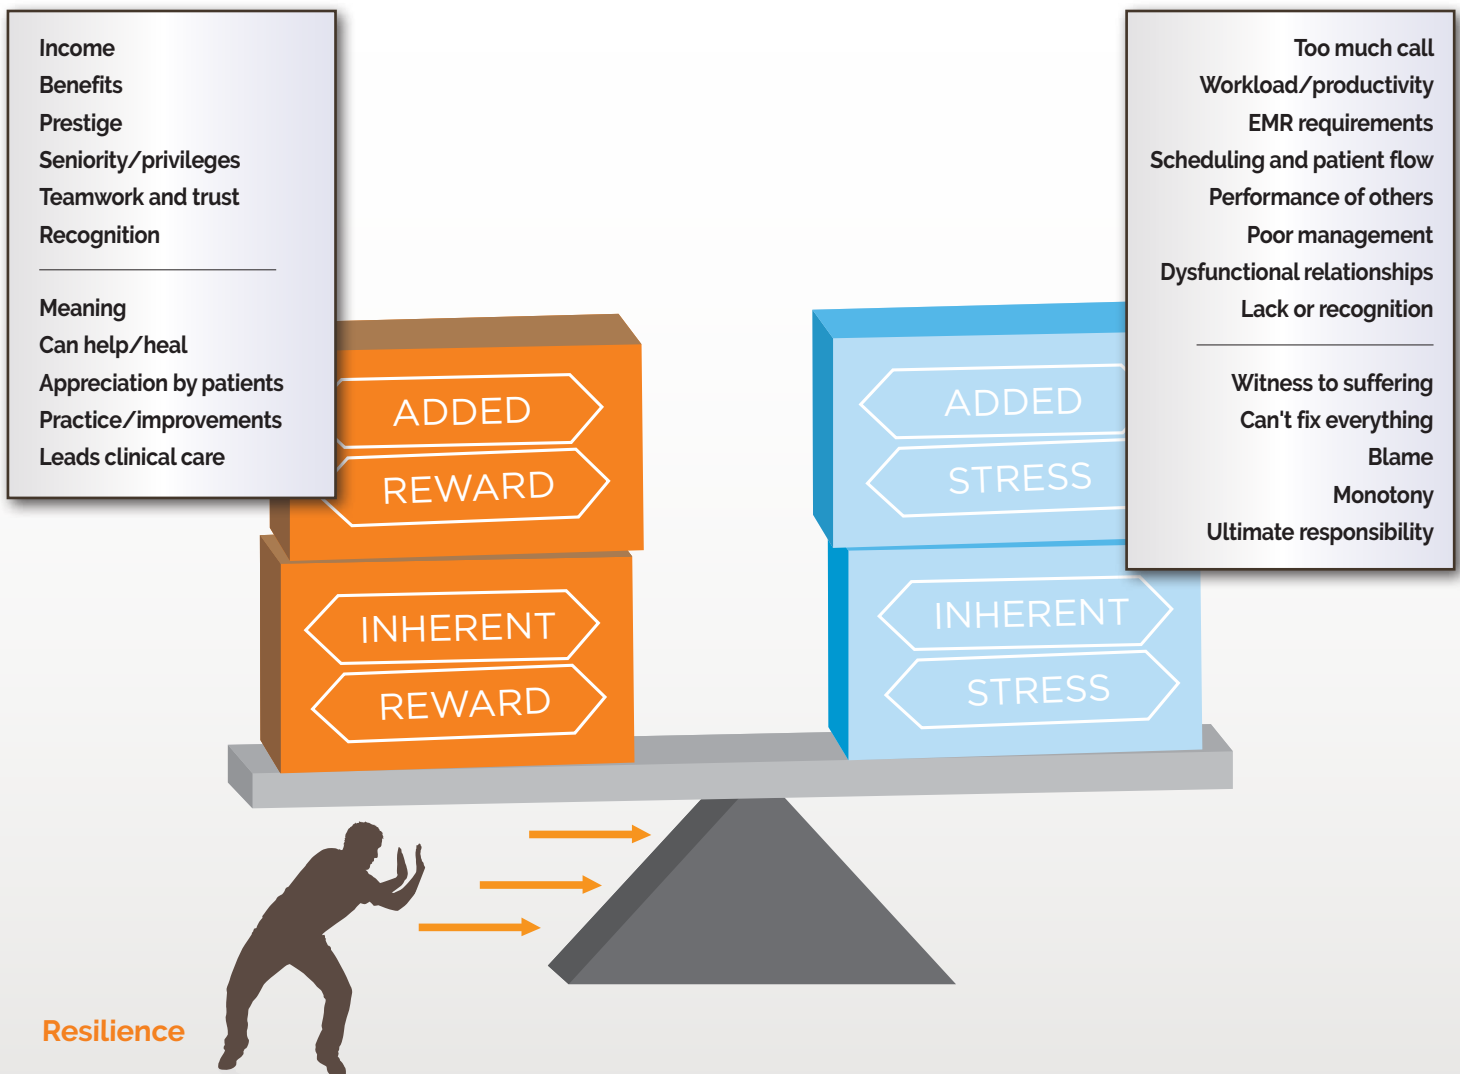 Income
Benefits
Prestige
Seniority/privileges
Teamwork and trust
Recognition
Meaning
Can help/heal
Appreciation by patients
Practice/improvements
Leads clinical care
Too much call
Workload/productivity
EMR requirements
Scheduling and patient flow
Performance of others
Poor management
Dysfunctional relationships
Lack or recognition
Witness to suffering
Can't fix everything
Blame
Monotony
Ultimate responsibility
ADDED
REWARD
INHERENT
REWARD
ADDED
STRESS
INHERENT
STRESS
Resilience